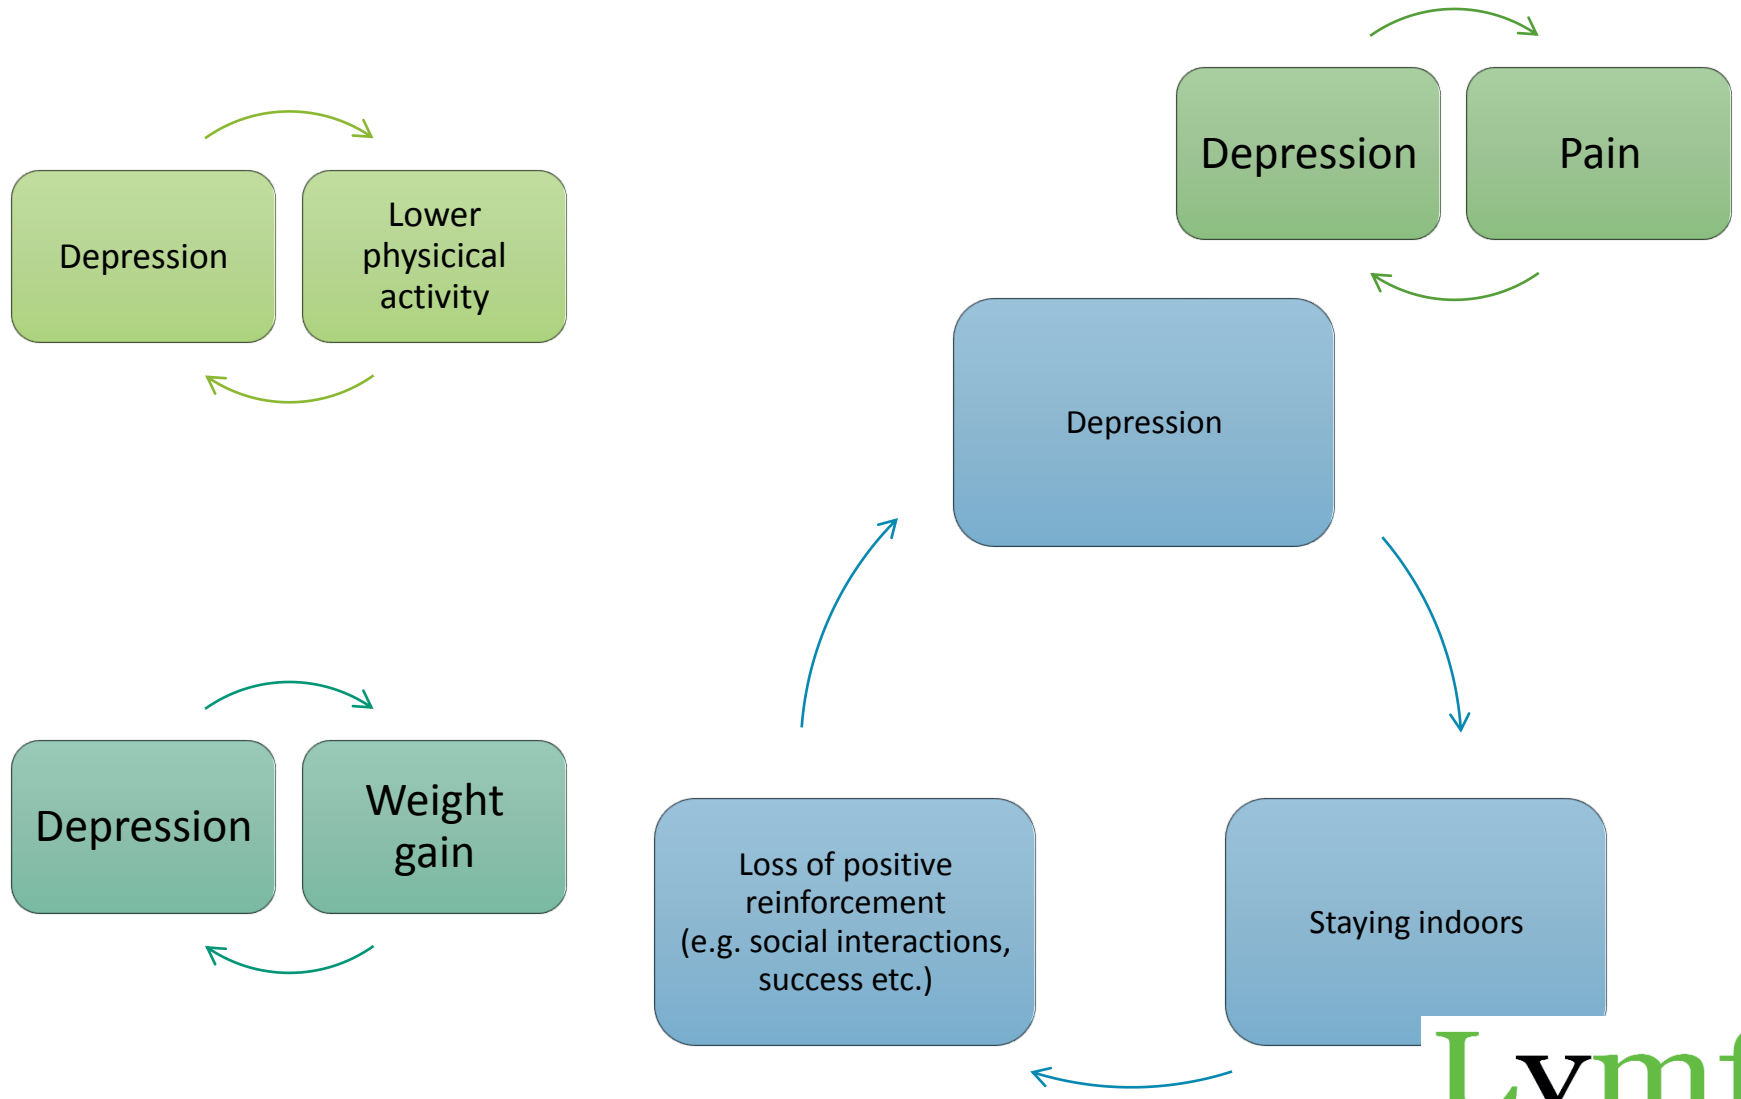 Depression
Pain
Depression
Lower
physicical
activity
Depression
Depression
Weight
gain
Loss of positive
reinforcement
(e.g. social interactions,
success etc.)
Staying indoors
Lymf